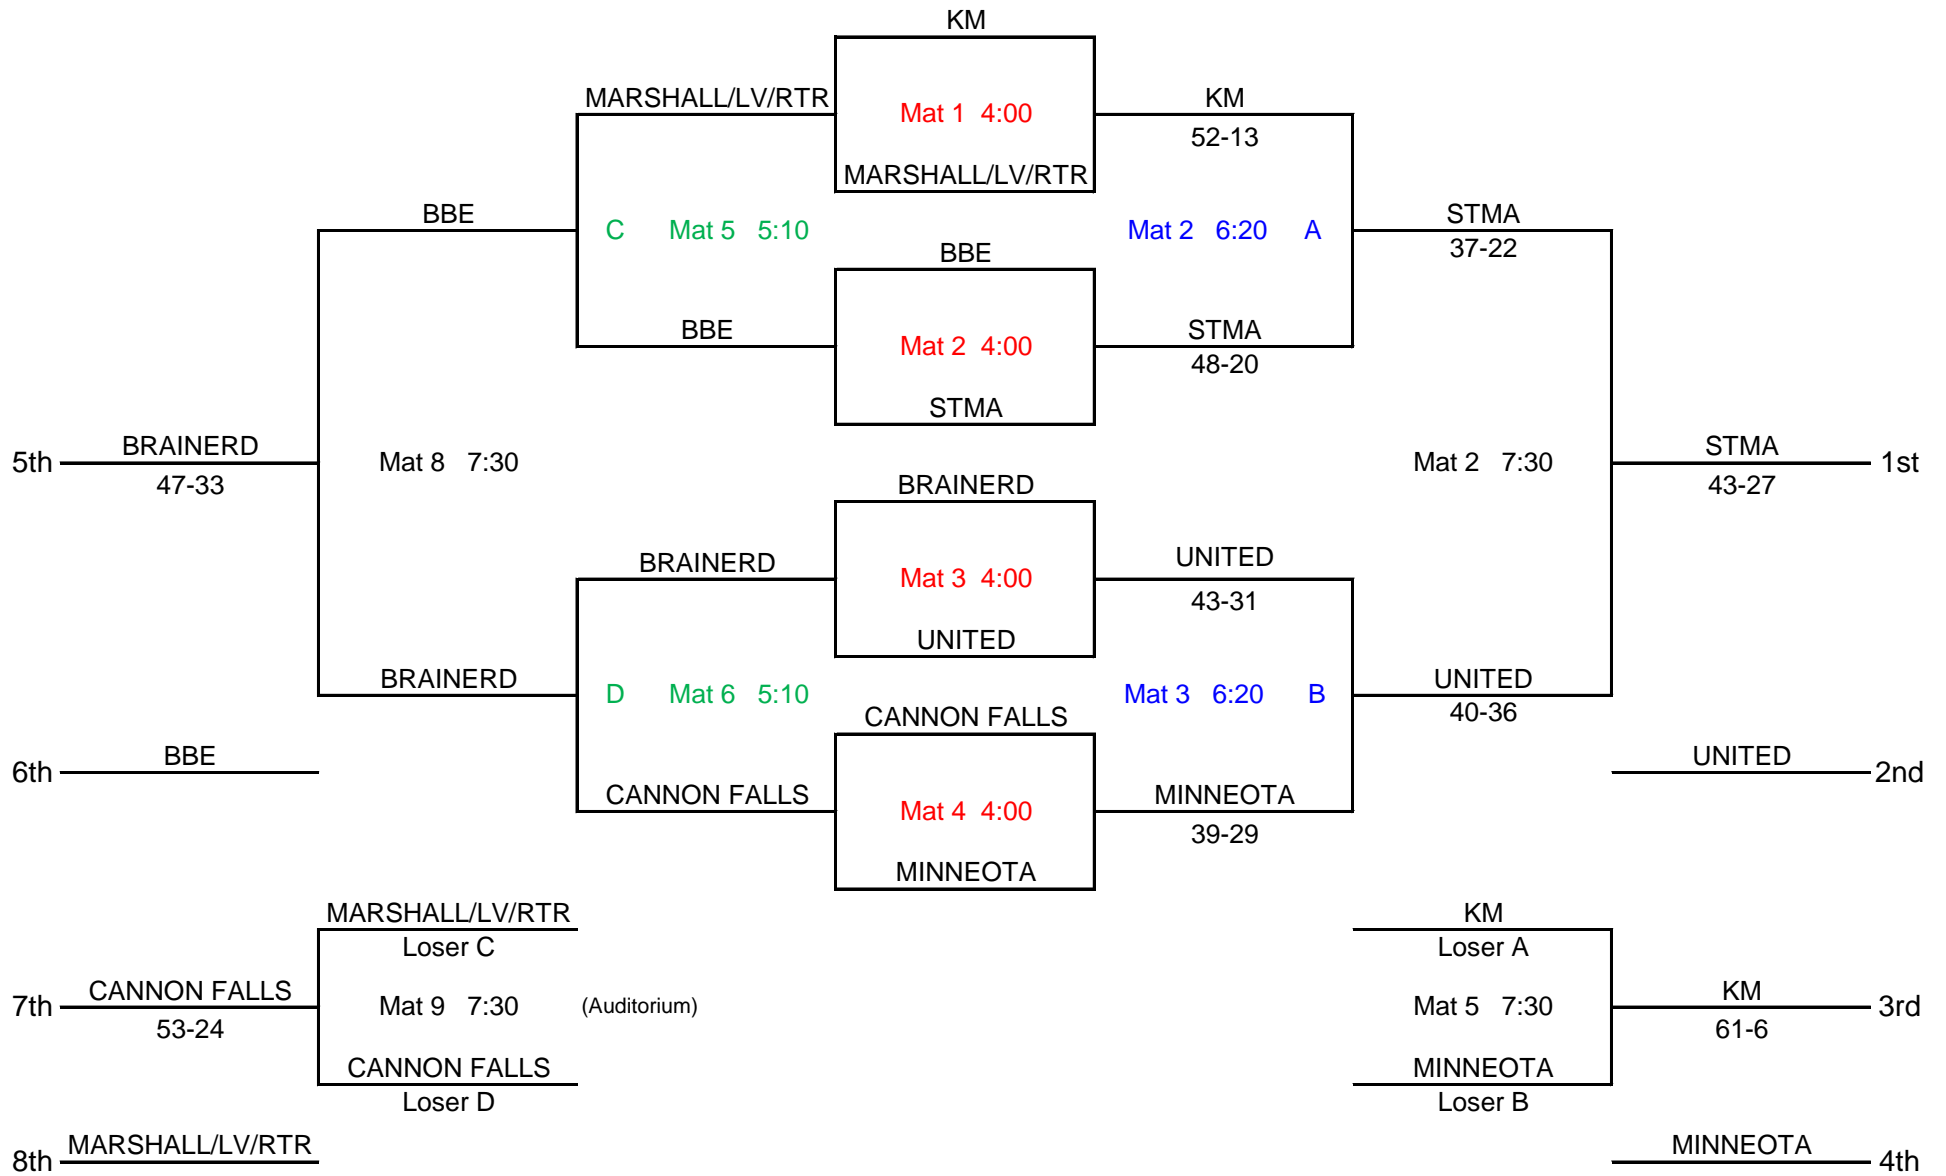 KM
MARSHALL/LV/RTR
Mat 1 4:00
KM
52-13
MARSHALL/LV/RTR
BBE
C Mat 5 5:10
Mat 2 6:20 A
STMA
37-22
BBE
BBE
Mat 2 4:00
STMA
48-20
STMA
5th BRAINERD
47-33
Mat 8 7:30
Mat 2 7:30
STMA 1st
43-27
BRAINERD
BRAINERD
Mat 3 4:00
UNITED
43-31
UNITED
BRAINERD
D Mat 6 5:10
Mat 3 6:20 B
UNITED
40-36
CANNON FALLS
6th BBE
UNITED 2nd
CANNON FALLS
Mat 4 4:00
MINNEOTA
39-29
MINNEOTA
MARSHALL/LV/RTR
Loser C
KM
Loser A
7th CANNON FALLS
53-24
Mat 9 7:30 (Auditorium)
Mat 5 7:30
KM 3rd
61-6
CANNON FALLS
Loser D
MINNEOTA
Loser B
8th MARSHALL/LV/RTR
MINNEOTA 4th